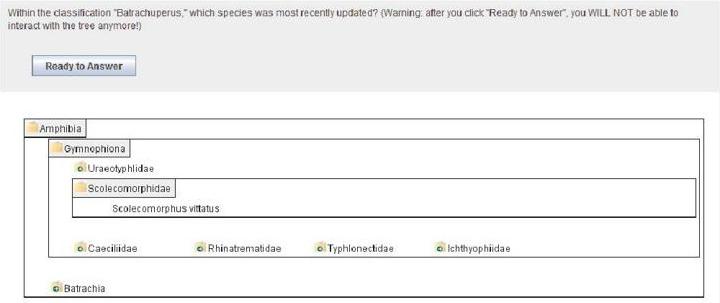 Within the classification "Batrachuperus," which species was most recently updated? (Warning: after you click "Ready to Answer", you WILL NOT be able to
interact with the tree anymore!)
Ready to Answer
Amphibia
Gymnophiona
Uraeotyphlidae
Scolecomorphidae
Scolecomorphus vittatus
Caeciliidae Rhinatrematidae Typhlonectidae Ichthyophiidae
Batrachia